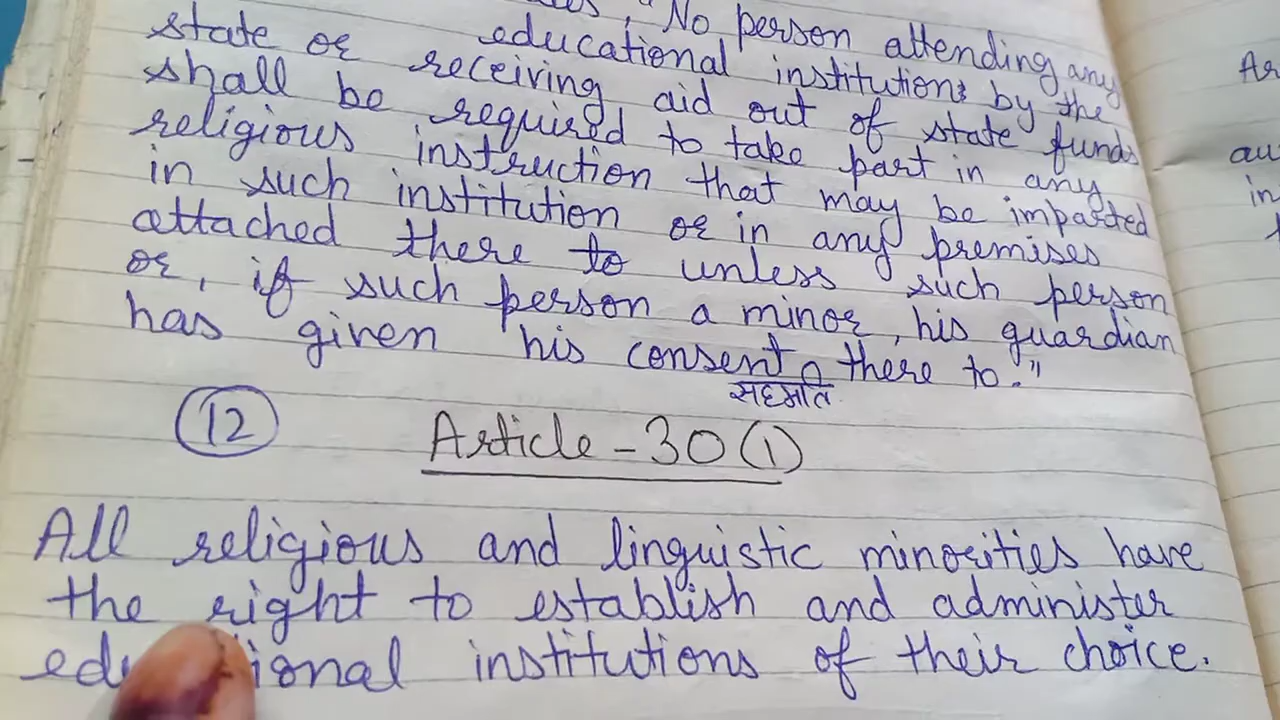 "No person attending any
state or educational institutions by the
shall be receiving aid out of state funds
religious required to take part in any
in such instruction that may be imparted
attached institution or in any premises
or, if there to unless such person
has such person a minor, his guardian
given his consent there to."
सहमति
12 Article - 30 (1)
All religious and linguistic minorities have
the right to establish and administer
edu ional institutions of their choice.